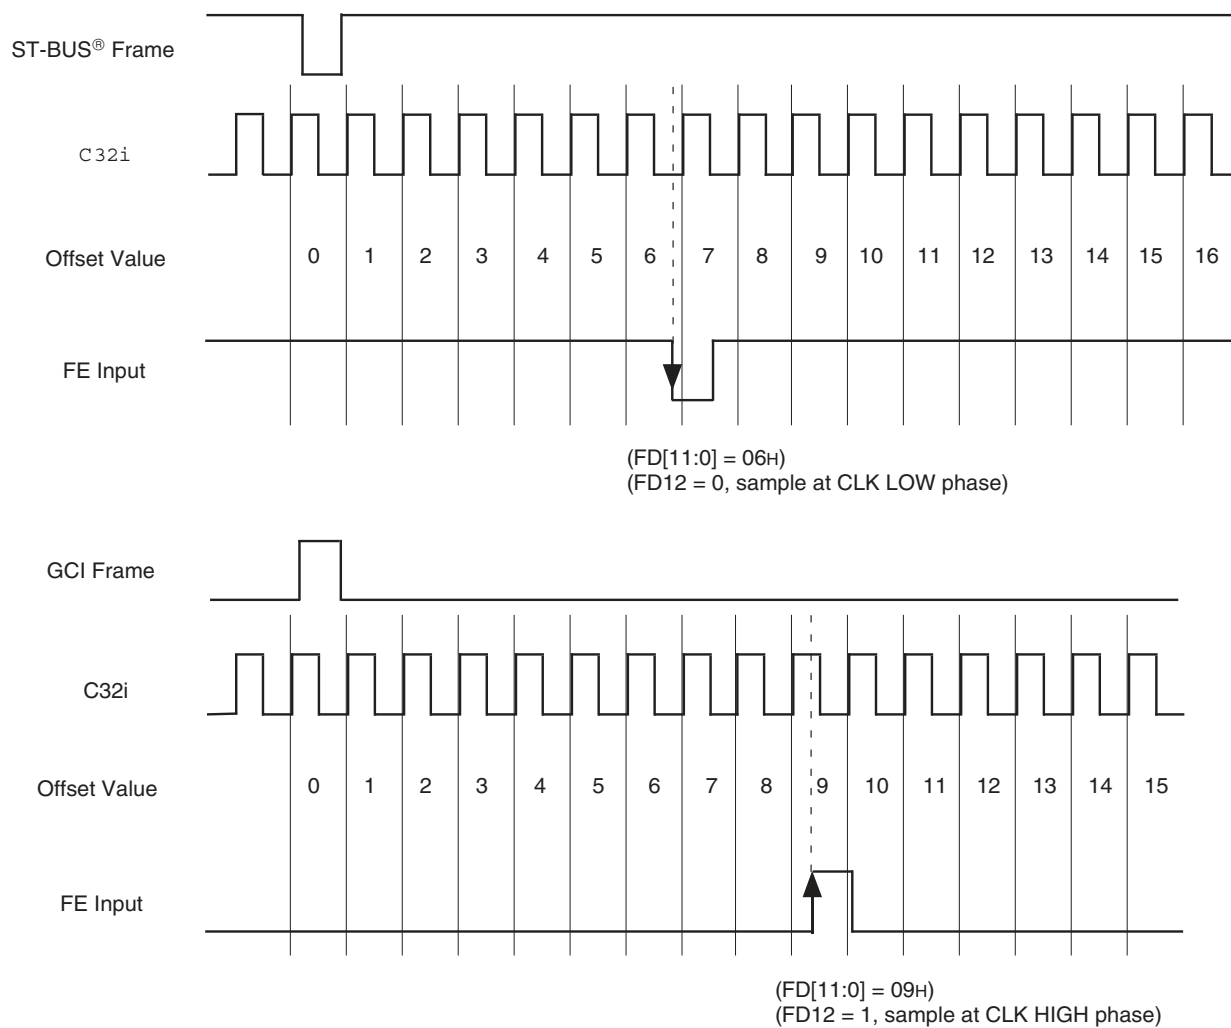 ST-BUS® Frame
C32i
Offset Value 0 1 2 3 4 5 6 7 8 9 10 11 12 13 14 15 16
FE Input
(FD[11:0] = 06H)
(FD12 = 0, sample at CLK LOW phase)
GCI Frame
C32i
Offset Value 0 1 2 3 4 5 6 7 8 9 10 11 12 13 14 15
FE Input
(FD[11:0] = 09H)
(FD12 = 1, sample at CLK HIGH phase)